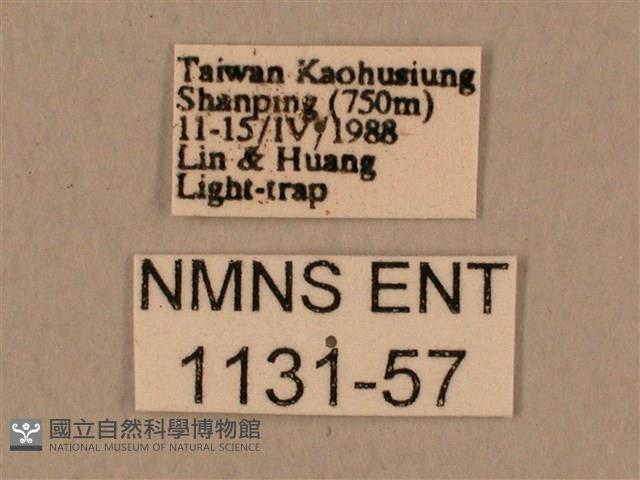 Taiwan Kaohusiung
Shanping (750m)
11-15/IV/1988
Lin & Huang
Light-trap
NMNS ENT
1131-57
國立自然科學博物館
NATIONAL MUSEUM OF NATURAL SCIENCE